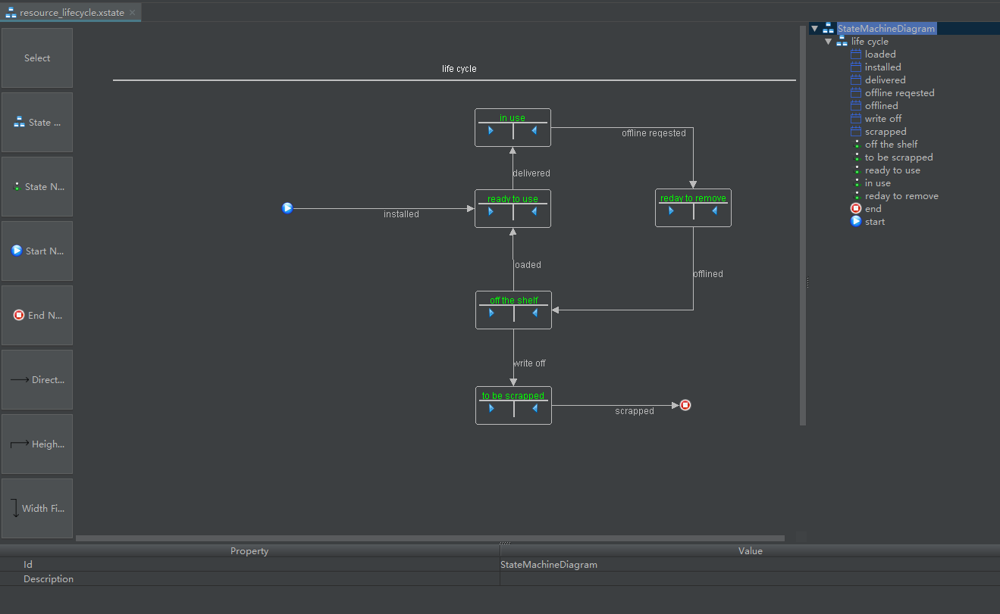 resource_lifecycle.xstate
Select
State ...
State N...
Start N...
End N...
Direct...
Heigh...
Width Fi...
life cycle
in use
offline reqested
delivered
ready to use
reday to remove
installed
loaded
offlined
off the shelf
write off
to be scrapped
scrapped
StateMachineDiagram
life cycle
loaded
installed
delivered
offline reqested
offlined
write off
scrapped
off the shelf
to be scrapped
ready to use
in use
reday to remove
end
start
Property Value
Id StateMachineDiagram
Description